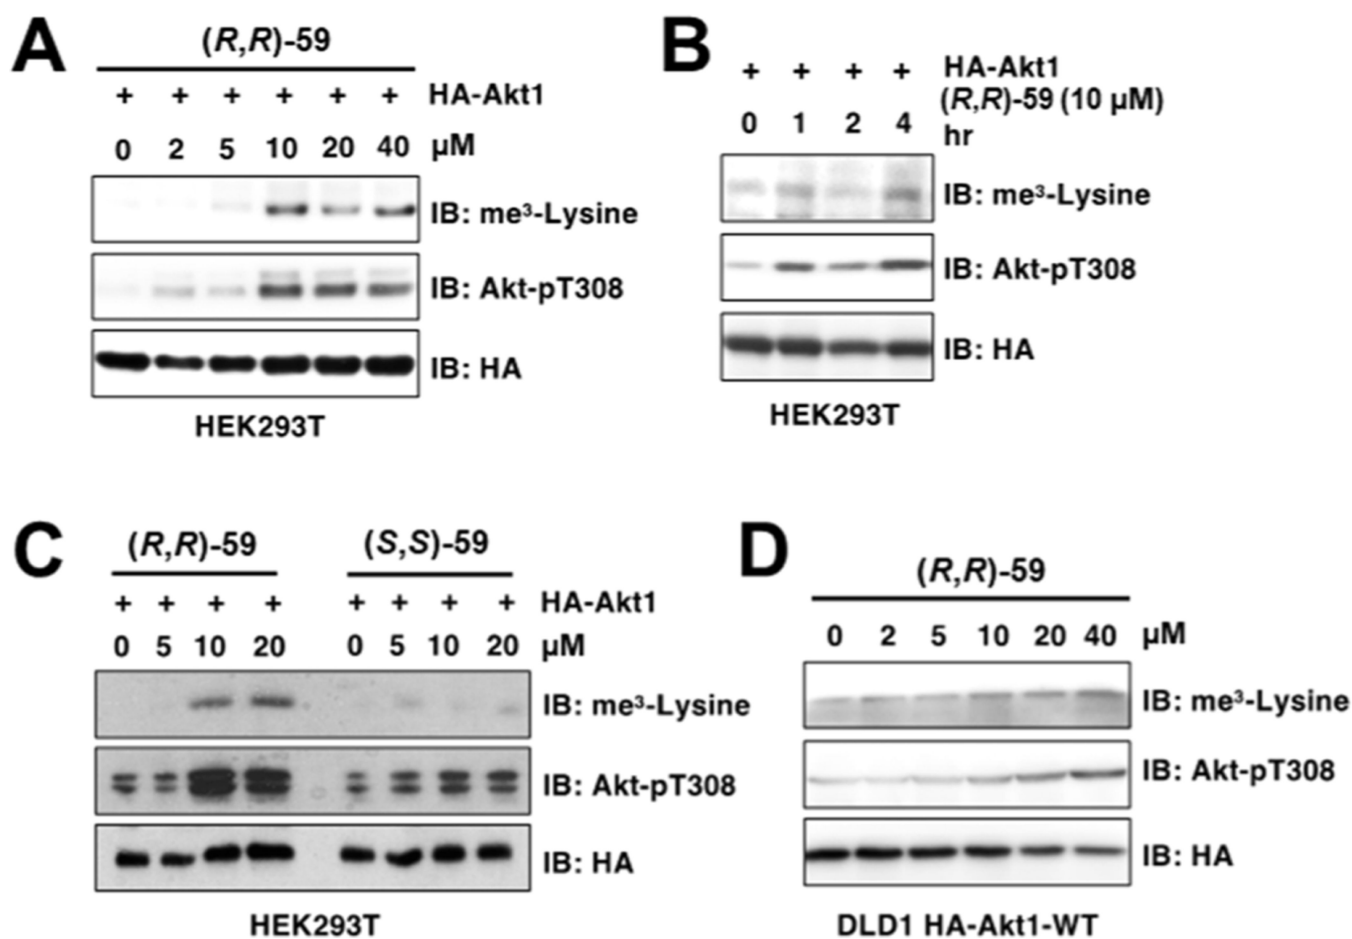 A
(R,R)-59
+ + + + + + HA-Akt1
0 2 5 10 20 40 µM
IB: me³-Lysine
IB: Akt-pT308
IB: HA
HEK293T
B
+ + + + HA-Akt1
(R,R)-59 (10 µM)
0 1 2 4 hr
IB: me³-Lysine
IB: Akt-pT308
IB: HA
HEK293T
C
(R,R)-59 (S,S)-59
+ + + + + + + + HA-Akt1
0 5 10 20 0 5 10 20 µM
IB: me³-Lysine
IB: Akt-pT308
IB: HA
HEK293T
D
(R,R)-59
0 2 5 10 20 40 µM
IB: me³-Lysine
IB: Akt-pT308
IB: HA
DLD1 HA-Akt1-WT